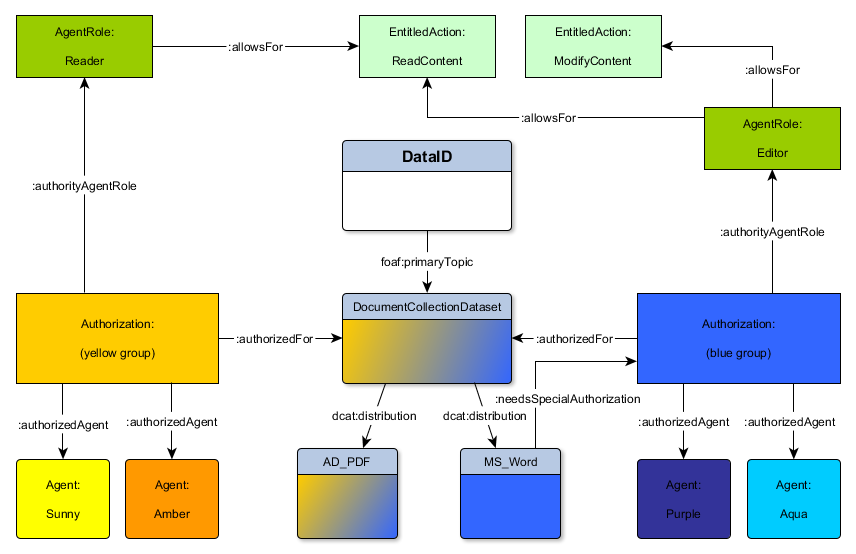 AgentRole:
Reader
:allowsFor
EntitledAction:
ReadContent
EntitledAction:
ModifyContent
:allowsFor
:allowsFor
AgentRole:
Editor
DataID
:authorityAgentRole
:authorityAgentRole
foaf:primaryTopic
Authorization:
(yellow group)
:authorizedFor
DocumentCollectionDataset
:authorizedFor
Authorization:
(blue group)
:needsSpecialAuthorization
:authorizedAgent
:authorizedAgent
dcat:distribution
dcat:distribution
:authorizedAgent
:authorizedAgent
Agent:
Sunny
Agent:
Amber
AD_PDF
MS_Word
Agent:
Purple
Agent:
Aqua